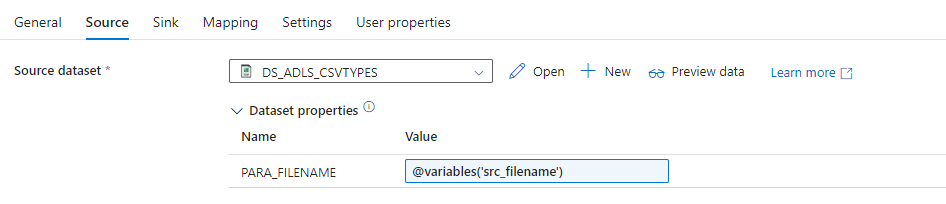 General Source Sink Mapping Settings User properties
Source dataset * DS_ADLS_CSVTYPES Open New Preview data Learn more
Dataset properties
Name Value
PARA_FILENAME @variables('src_filename')